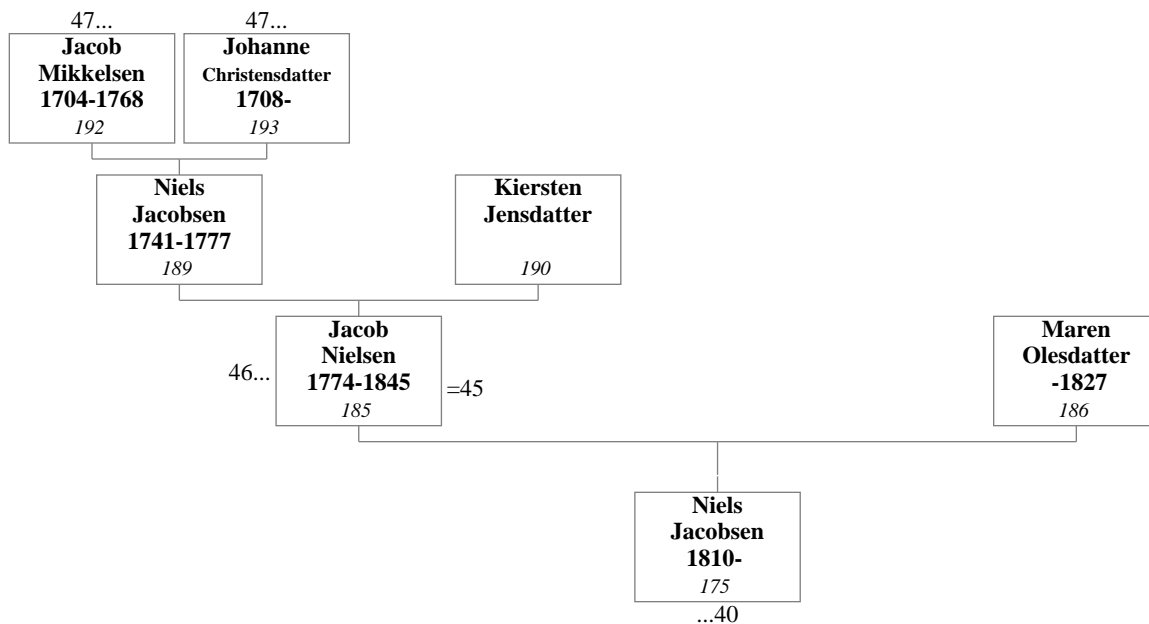 47...
47...
Jacob
Mikkelsen
1704-1768
192
Johanne
Christensdatter
1708-
193
Niels
Jacobsen
1741-1777
189
Kiersten
Jensdatter
190
46...
Jacob
Nielsen
1774-1845
185
=45
Maren
Olesdatter
-1827
186
Niels
Jacobsen
1810-
175
...40